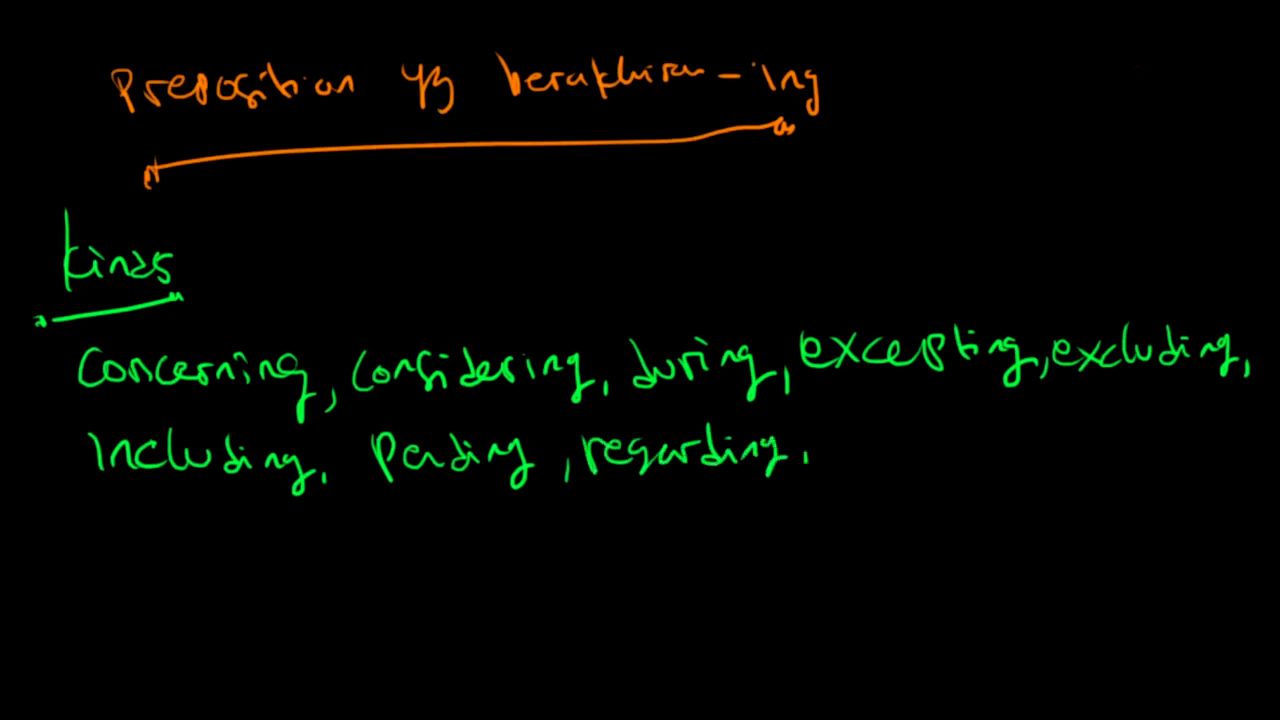 Preposition yg berakhiran -ing
kinds
Concerning, Considering, during, excepting, excluding,
Including, Pending, regarding,